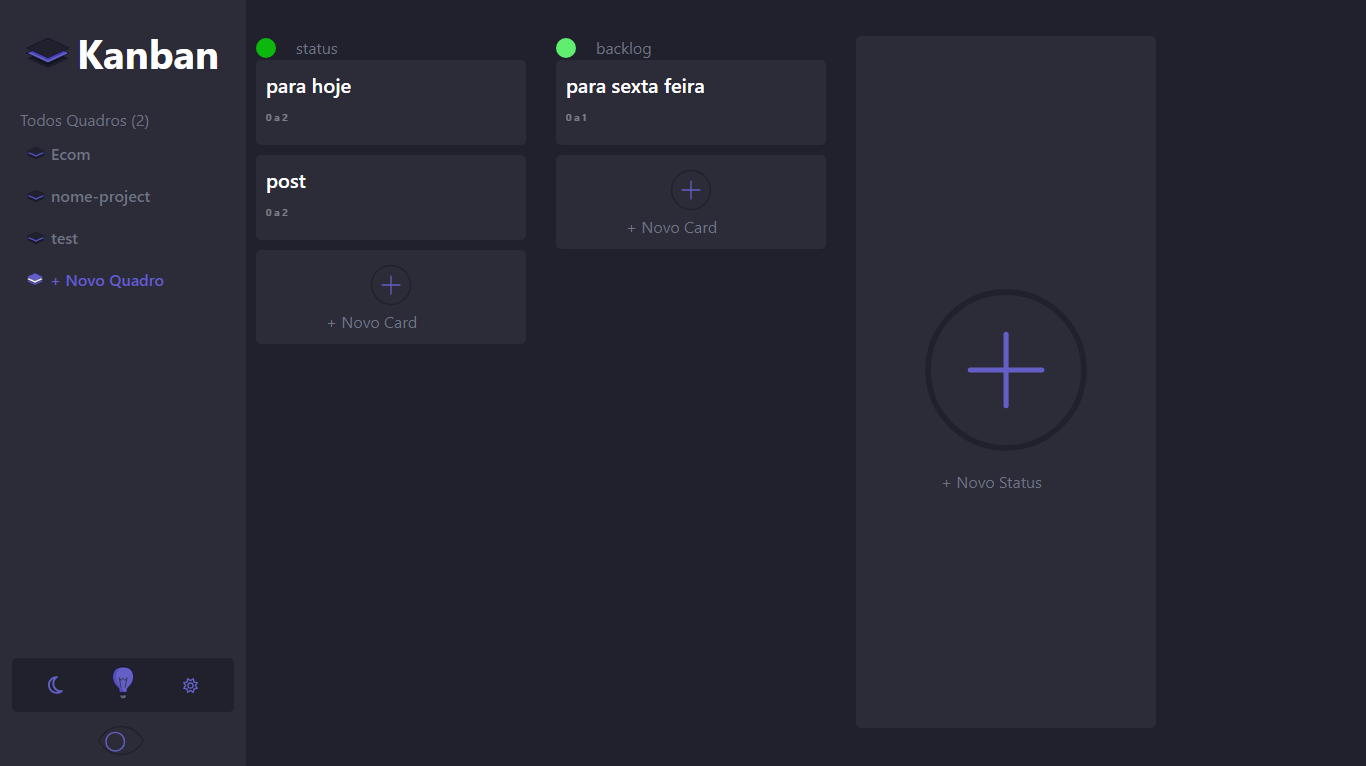 Kanban
Todos Quadros (2)
Ecom
nome-project
test
+ Novo Quadro
status
para hoje
0 a 2
post
0 a 2
+ Novo Card
backlog
para sexta feira
0 a 1
+ Novo Card
+ Novo Status